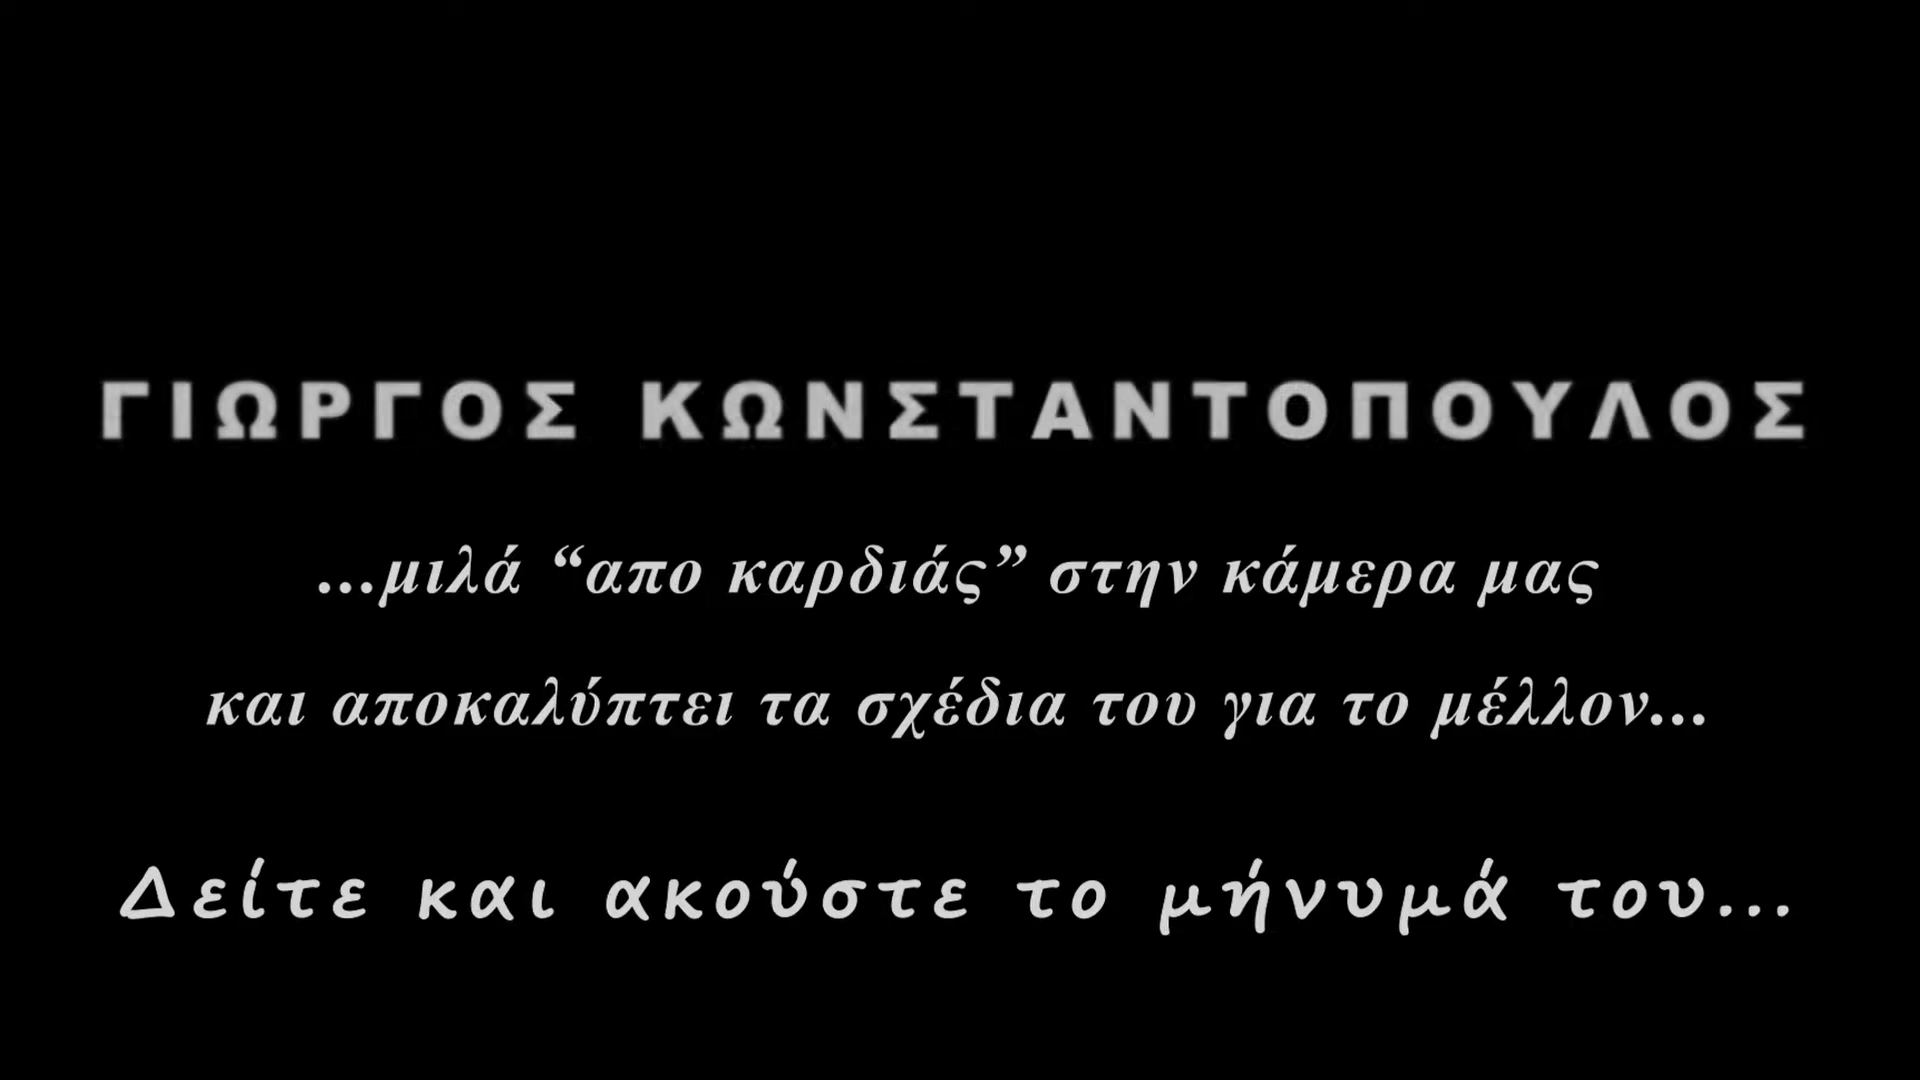 ΓΙΩΡΓΟΣ ΚΩΝΣΤΑΝΤΟΠΟΥΛΟΣ
...μιλά “απο καρδιάς” στην κάμερα μας
και αποκαλύπτει τα σχέδια του για το μέλλον...
Δείτε και ακούστε το μήνυμά του...